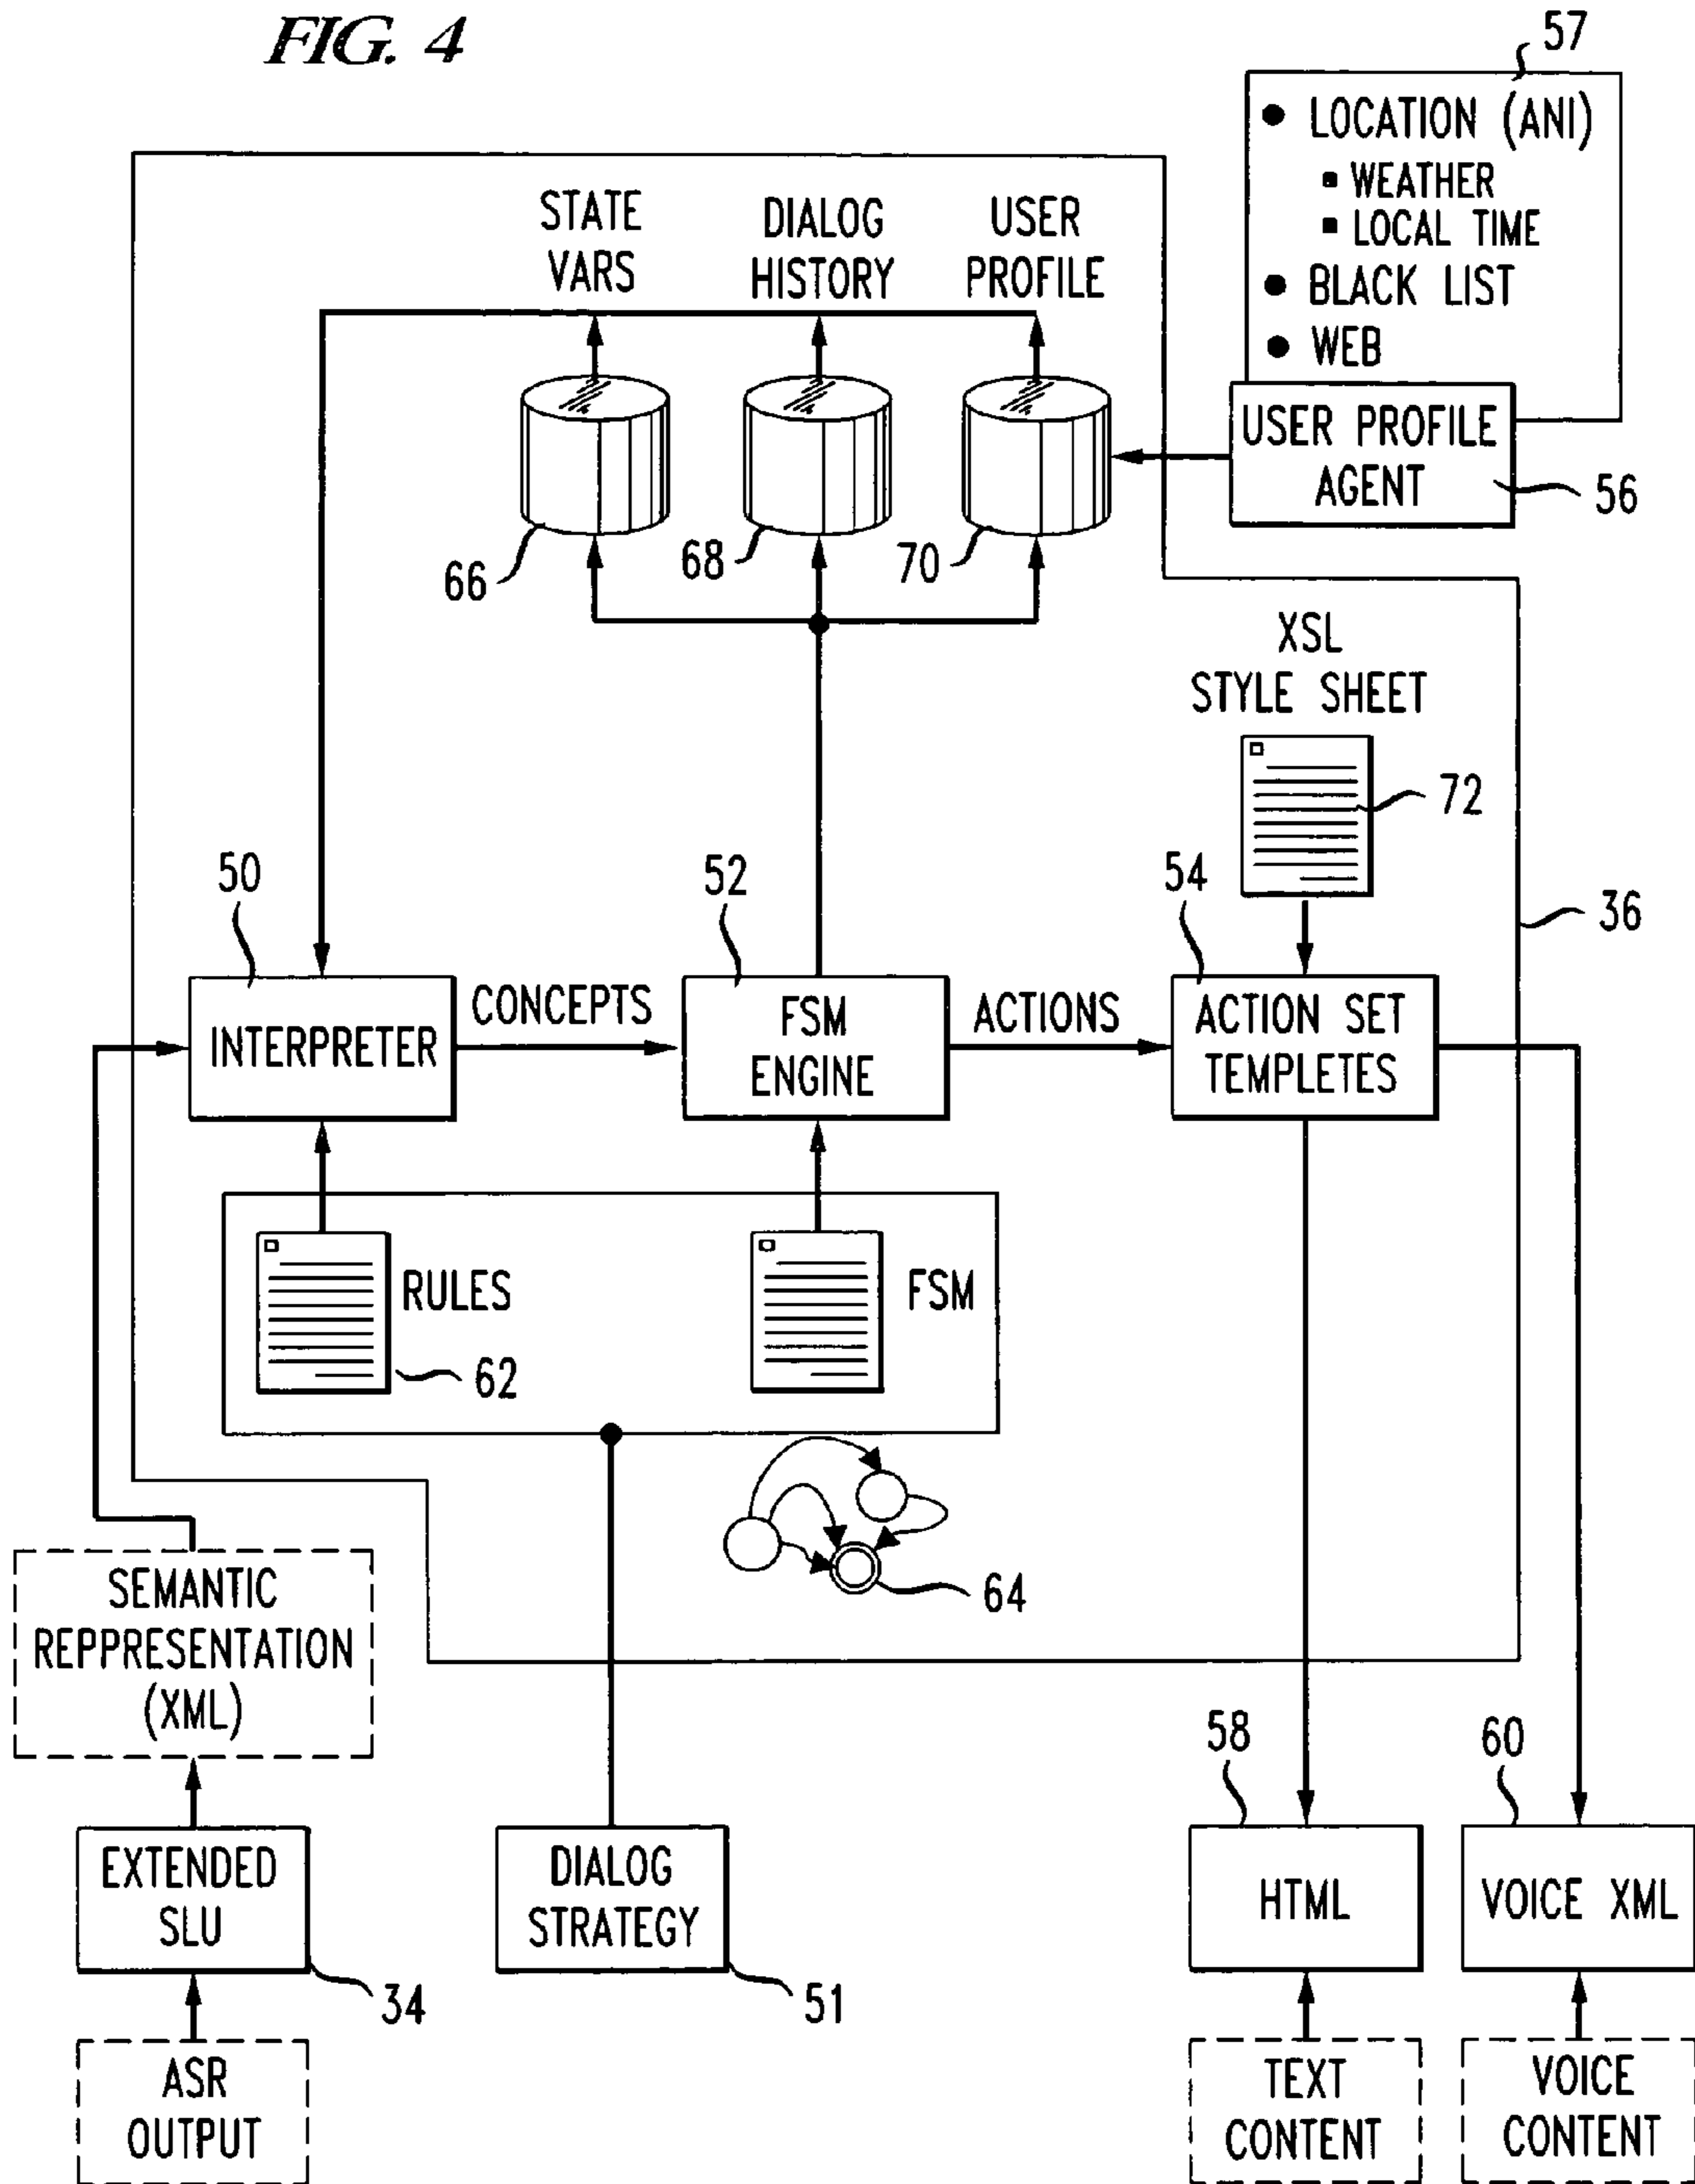 FIG. 4
57
• LOCATION (ANI)
▪ WEATHER
▪ LOCAL TIME
• BLACK LIST
• WEB
STATE
VARS
DIALOG
HISTORY
USER
PROFILE
USER PROFILE
AGENT
56
66
68
70
XSL
STYLE SHEET
72
50
52
54
36
INTERPRETER
CONCEPTS
FSM
ENGINE
ACTIONS
ACTION SET
TEMPLETES
RULES
FSM
62
64
SEMANTIC
REPPRESENTATION
(XML)
58
60
EXTENDED
SLU
34
DIALOG
STRATEGY
51
HTML
VOICE XML
ASR
OUTPUT
TEXT
CONTENT
VOICE
CONTENT